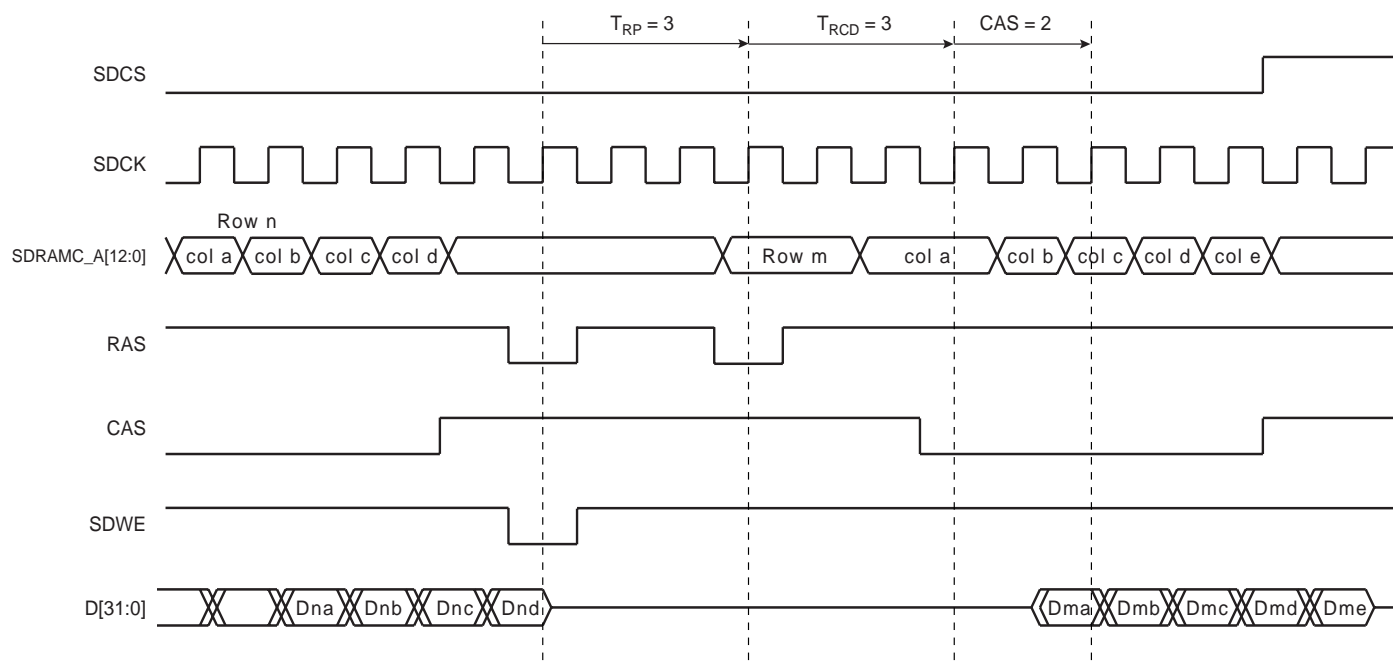 T_RP = 3 T_RCD = 3 CAS = 2
SDCS
SDCK
Row n
SDRAMC_A[12:0] col a col b col c col d Row m col a col b col c col d col e
RAS
CAS
SDWE
D[31:0] Dna Dnb Dnc Dnd Dma Dmb Dmc Dmd Dme